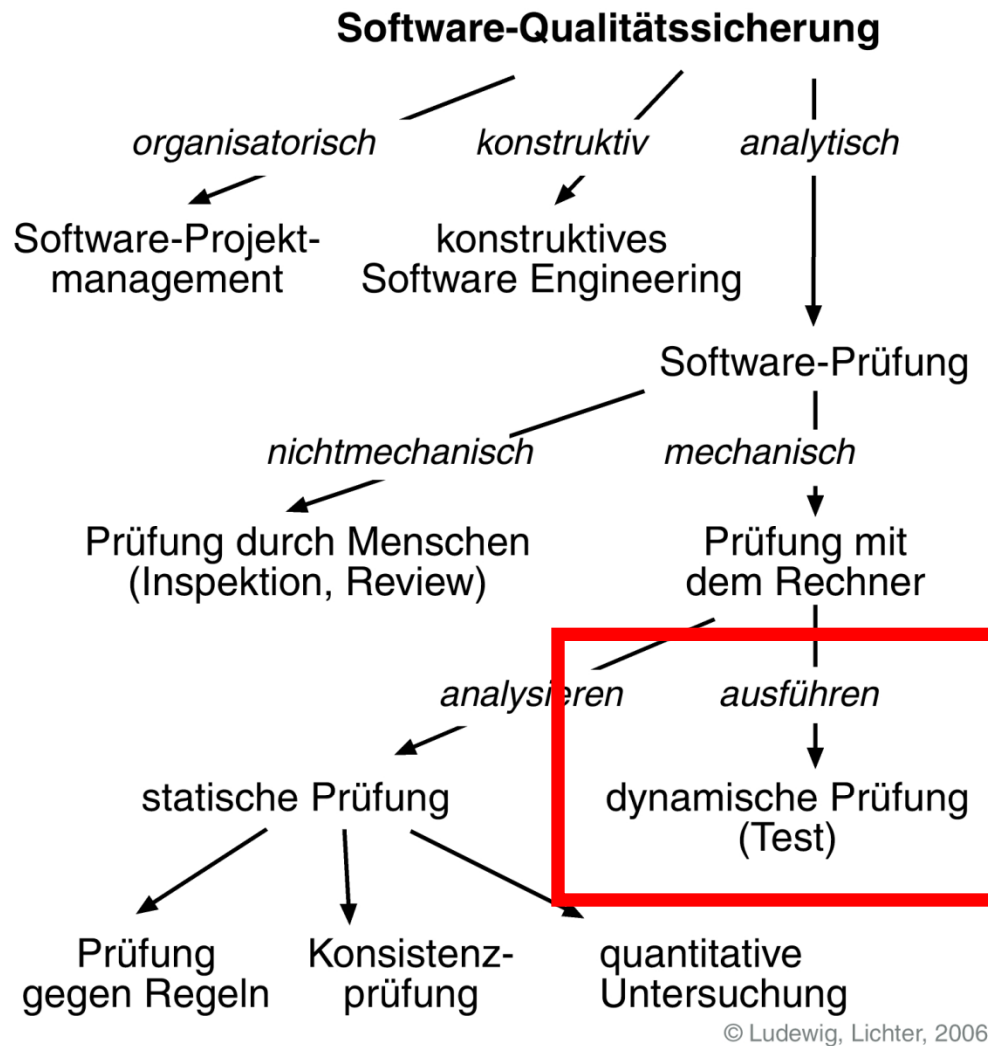 Software-Qualitätssicherung
organisatorisch konstruktiv analytisch
Software-Projekt-
management
konstruktives
Software Engineering
Software-Prüfung
nichtmechanisch mechanisch
Prüfung durch Menschen
(Inspektion, Review)
Prüfung mit
dem Rechner
analysieren ausführen
statische Prüfung
dynamische Prüfung
(Test)
Prüfung
gegen Regeln
Konsistenz-
prüfung
quantitative
Untersuchung
© Ludewig, Lichter, 2006